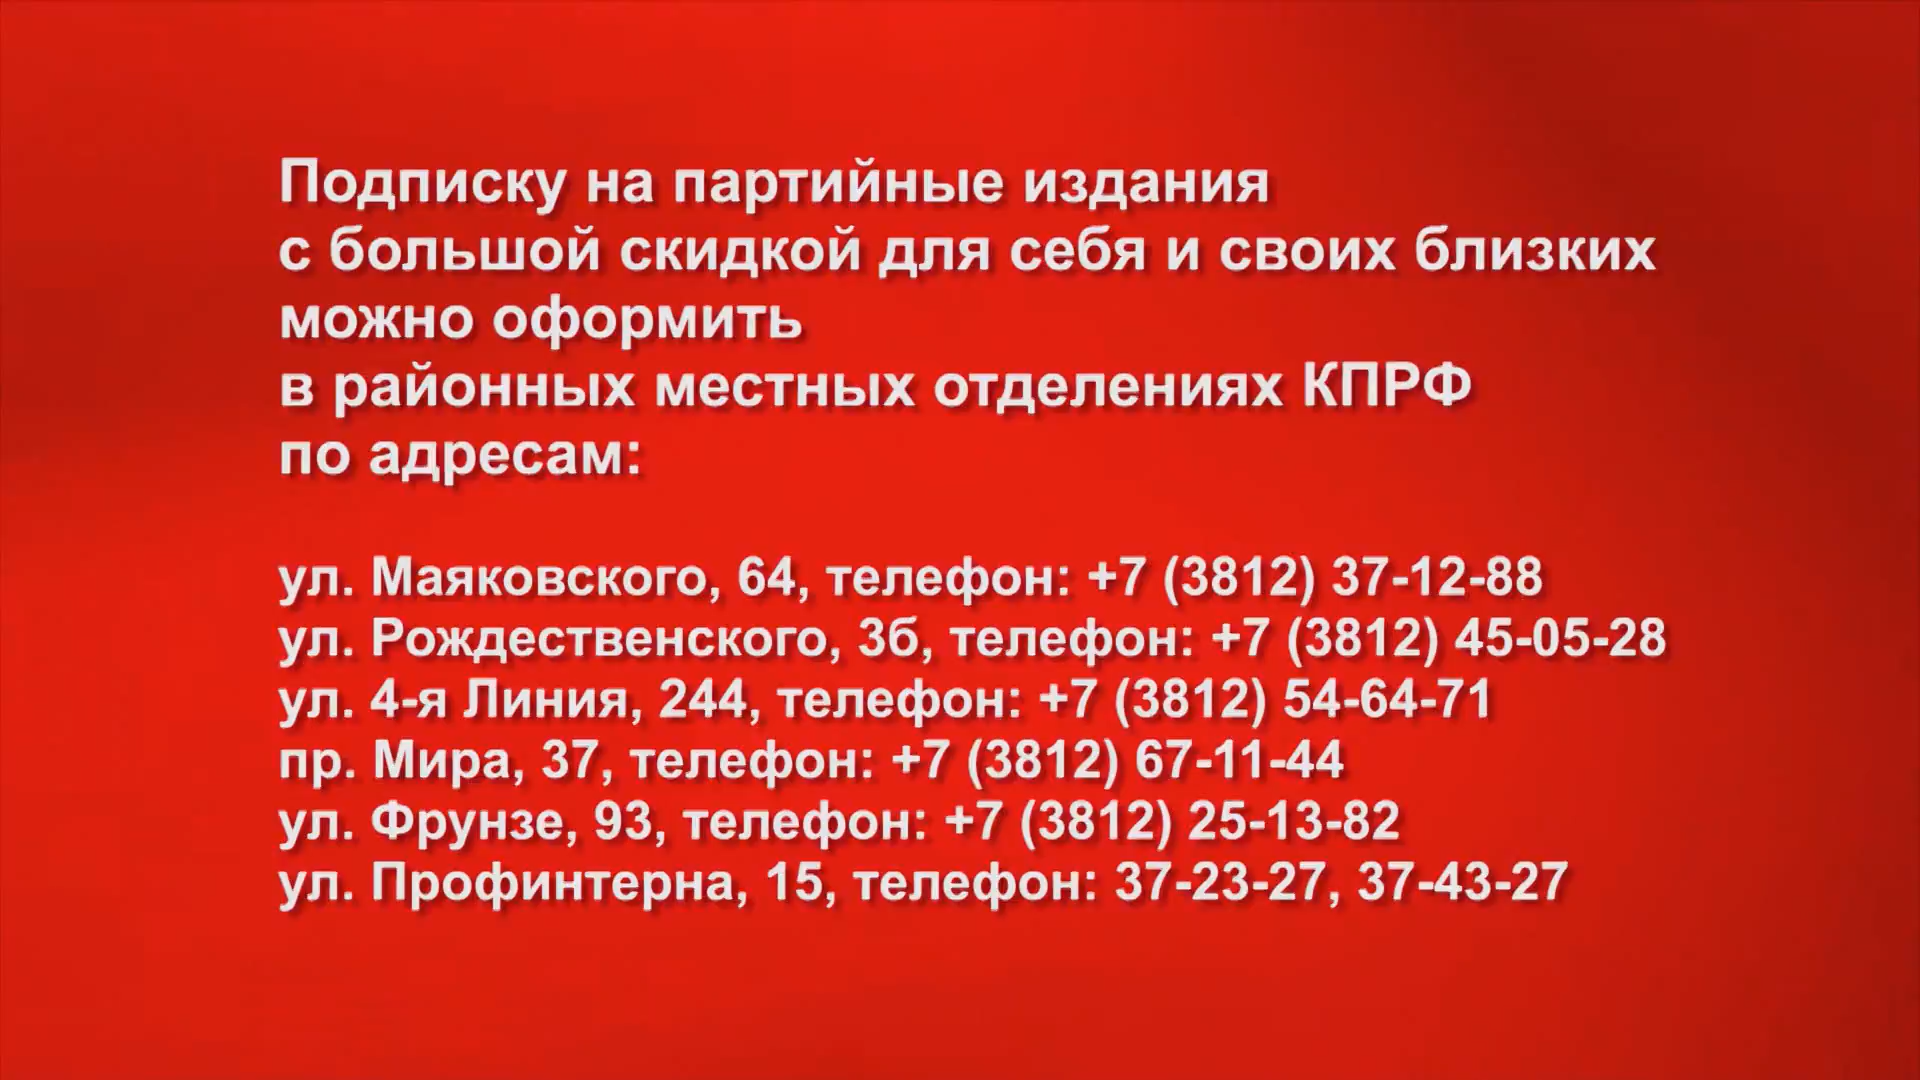 Подписку на партийные издания
с большой скидкой для себя и своих близких
можно оформить
в районных местных отделениях КПРФ
по адресам:
ул. Маяковского, 64, телефон: +7 (3812) 37-12-88
ул. Рождественского, 3б, телефон: +7 (3812) 45-05-28
ул. 4-я Линия, 244, телефон: +7 (3812) 54-64-71
пр. Мира, 37, телефон: +7 (3812) 67-11-44
ул. Фрунзе, 93, телефон: +7 (3812) 25-13-82
ул. Профинтерна, 15, телефон: 37-23-27, 37-43-27